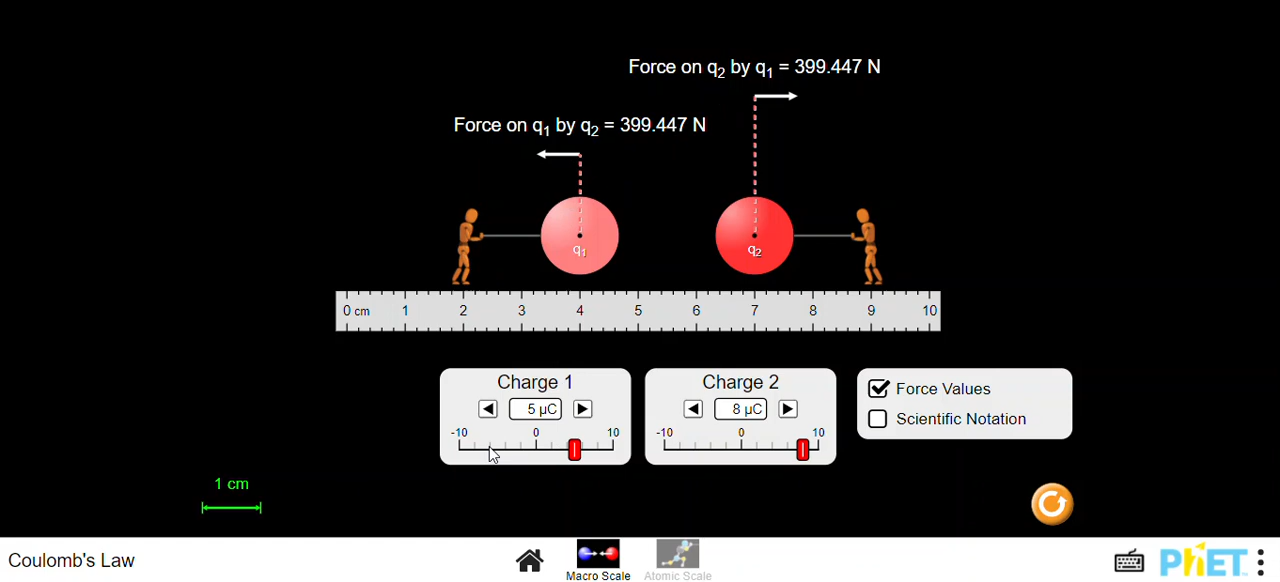 Force on q₂ by q₁ = 399.447 N
Force on q₁ by q₂ = 399.447 N
q₁
q₂
0 cm 1 2 3 4 5 6 7 8 9 10
Charge 1
5 μC
-10 0 10
Charge 2
8 μC
-10 0 10
Force Values
Scientific Notation
1 cm
Coulomb's Law
Macro Scale
Atomic Scale
PhET